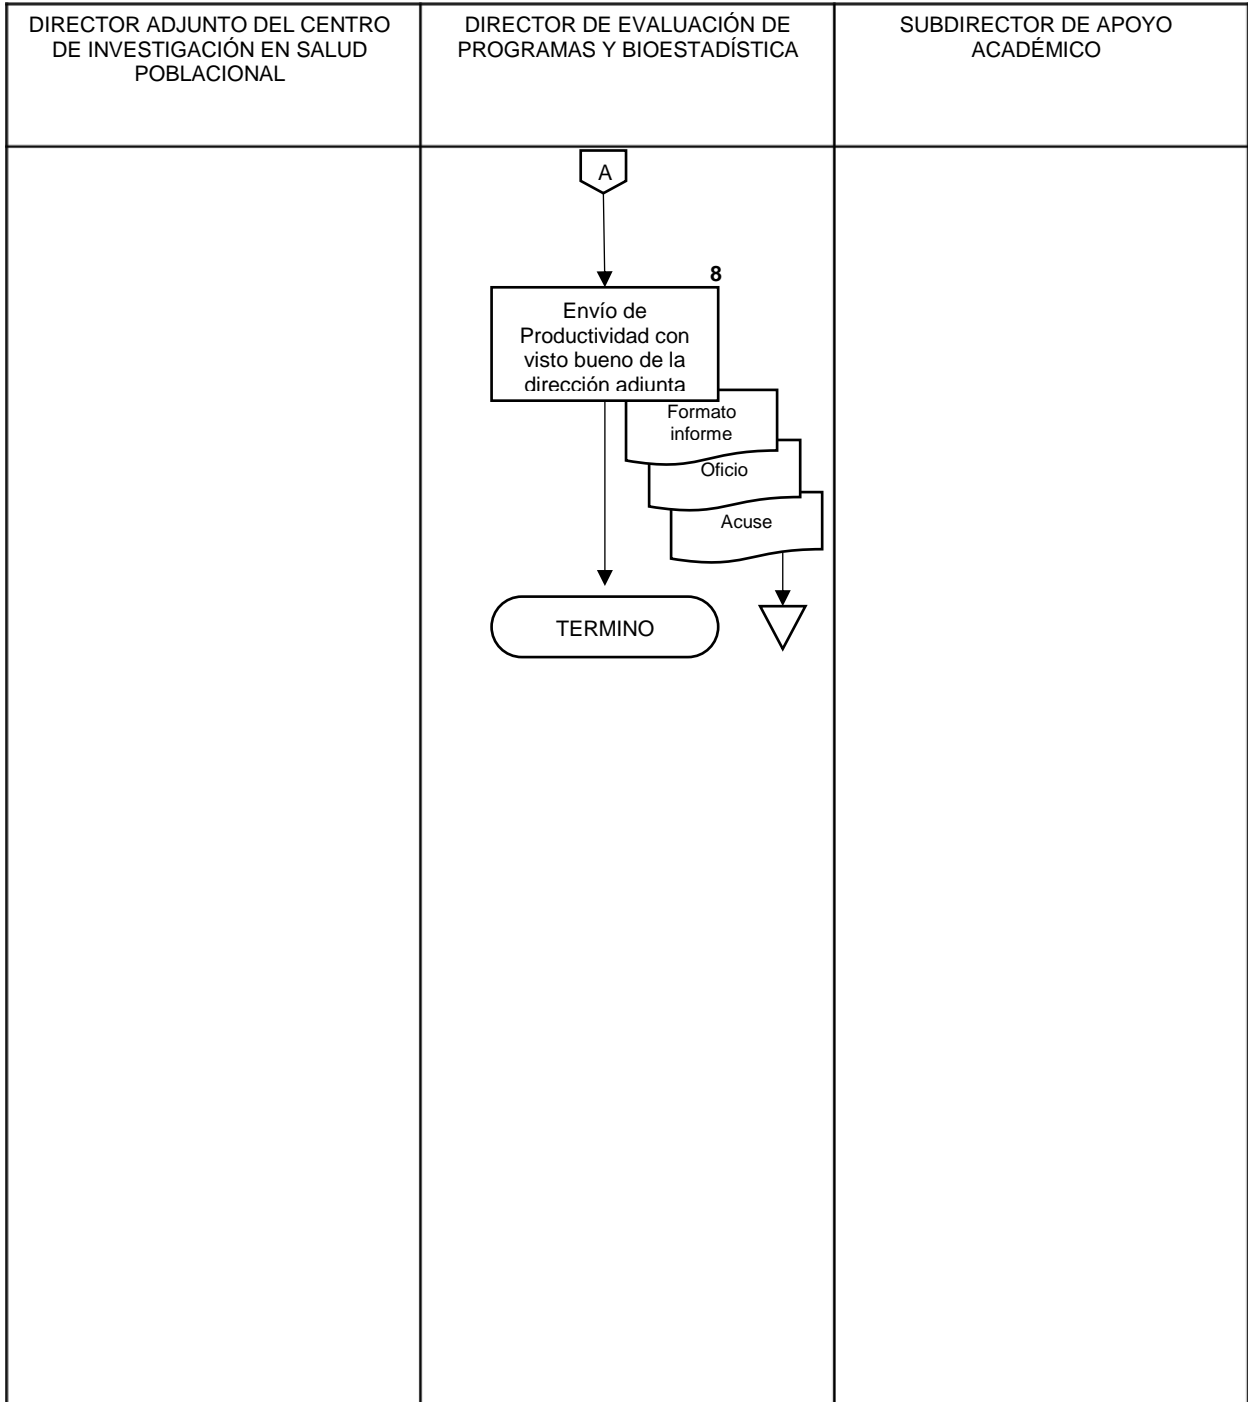 DIRECTOR ADJUNTO DEL CENTRO
DE INVESTIGACIÓN EN SALUD
POBLACIONAL
DIRECTOR DE EVALUACIÓN DE
PROGRAMAS Y BIOESTADÍSTICA
SUBDIRECTOR DE APOYO
ACADÉMICO
A
8
Envío de
Productividad con
visto bueno de la
dirección adjunta
Formato
informe
Oficio
Acuse
TERMINO